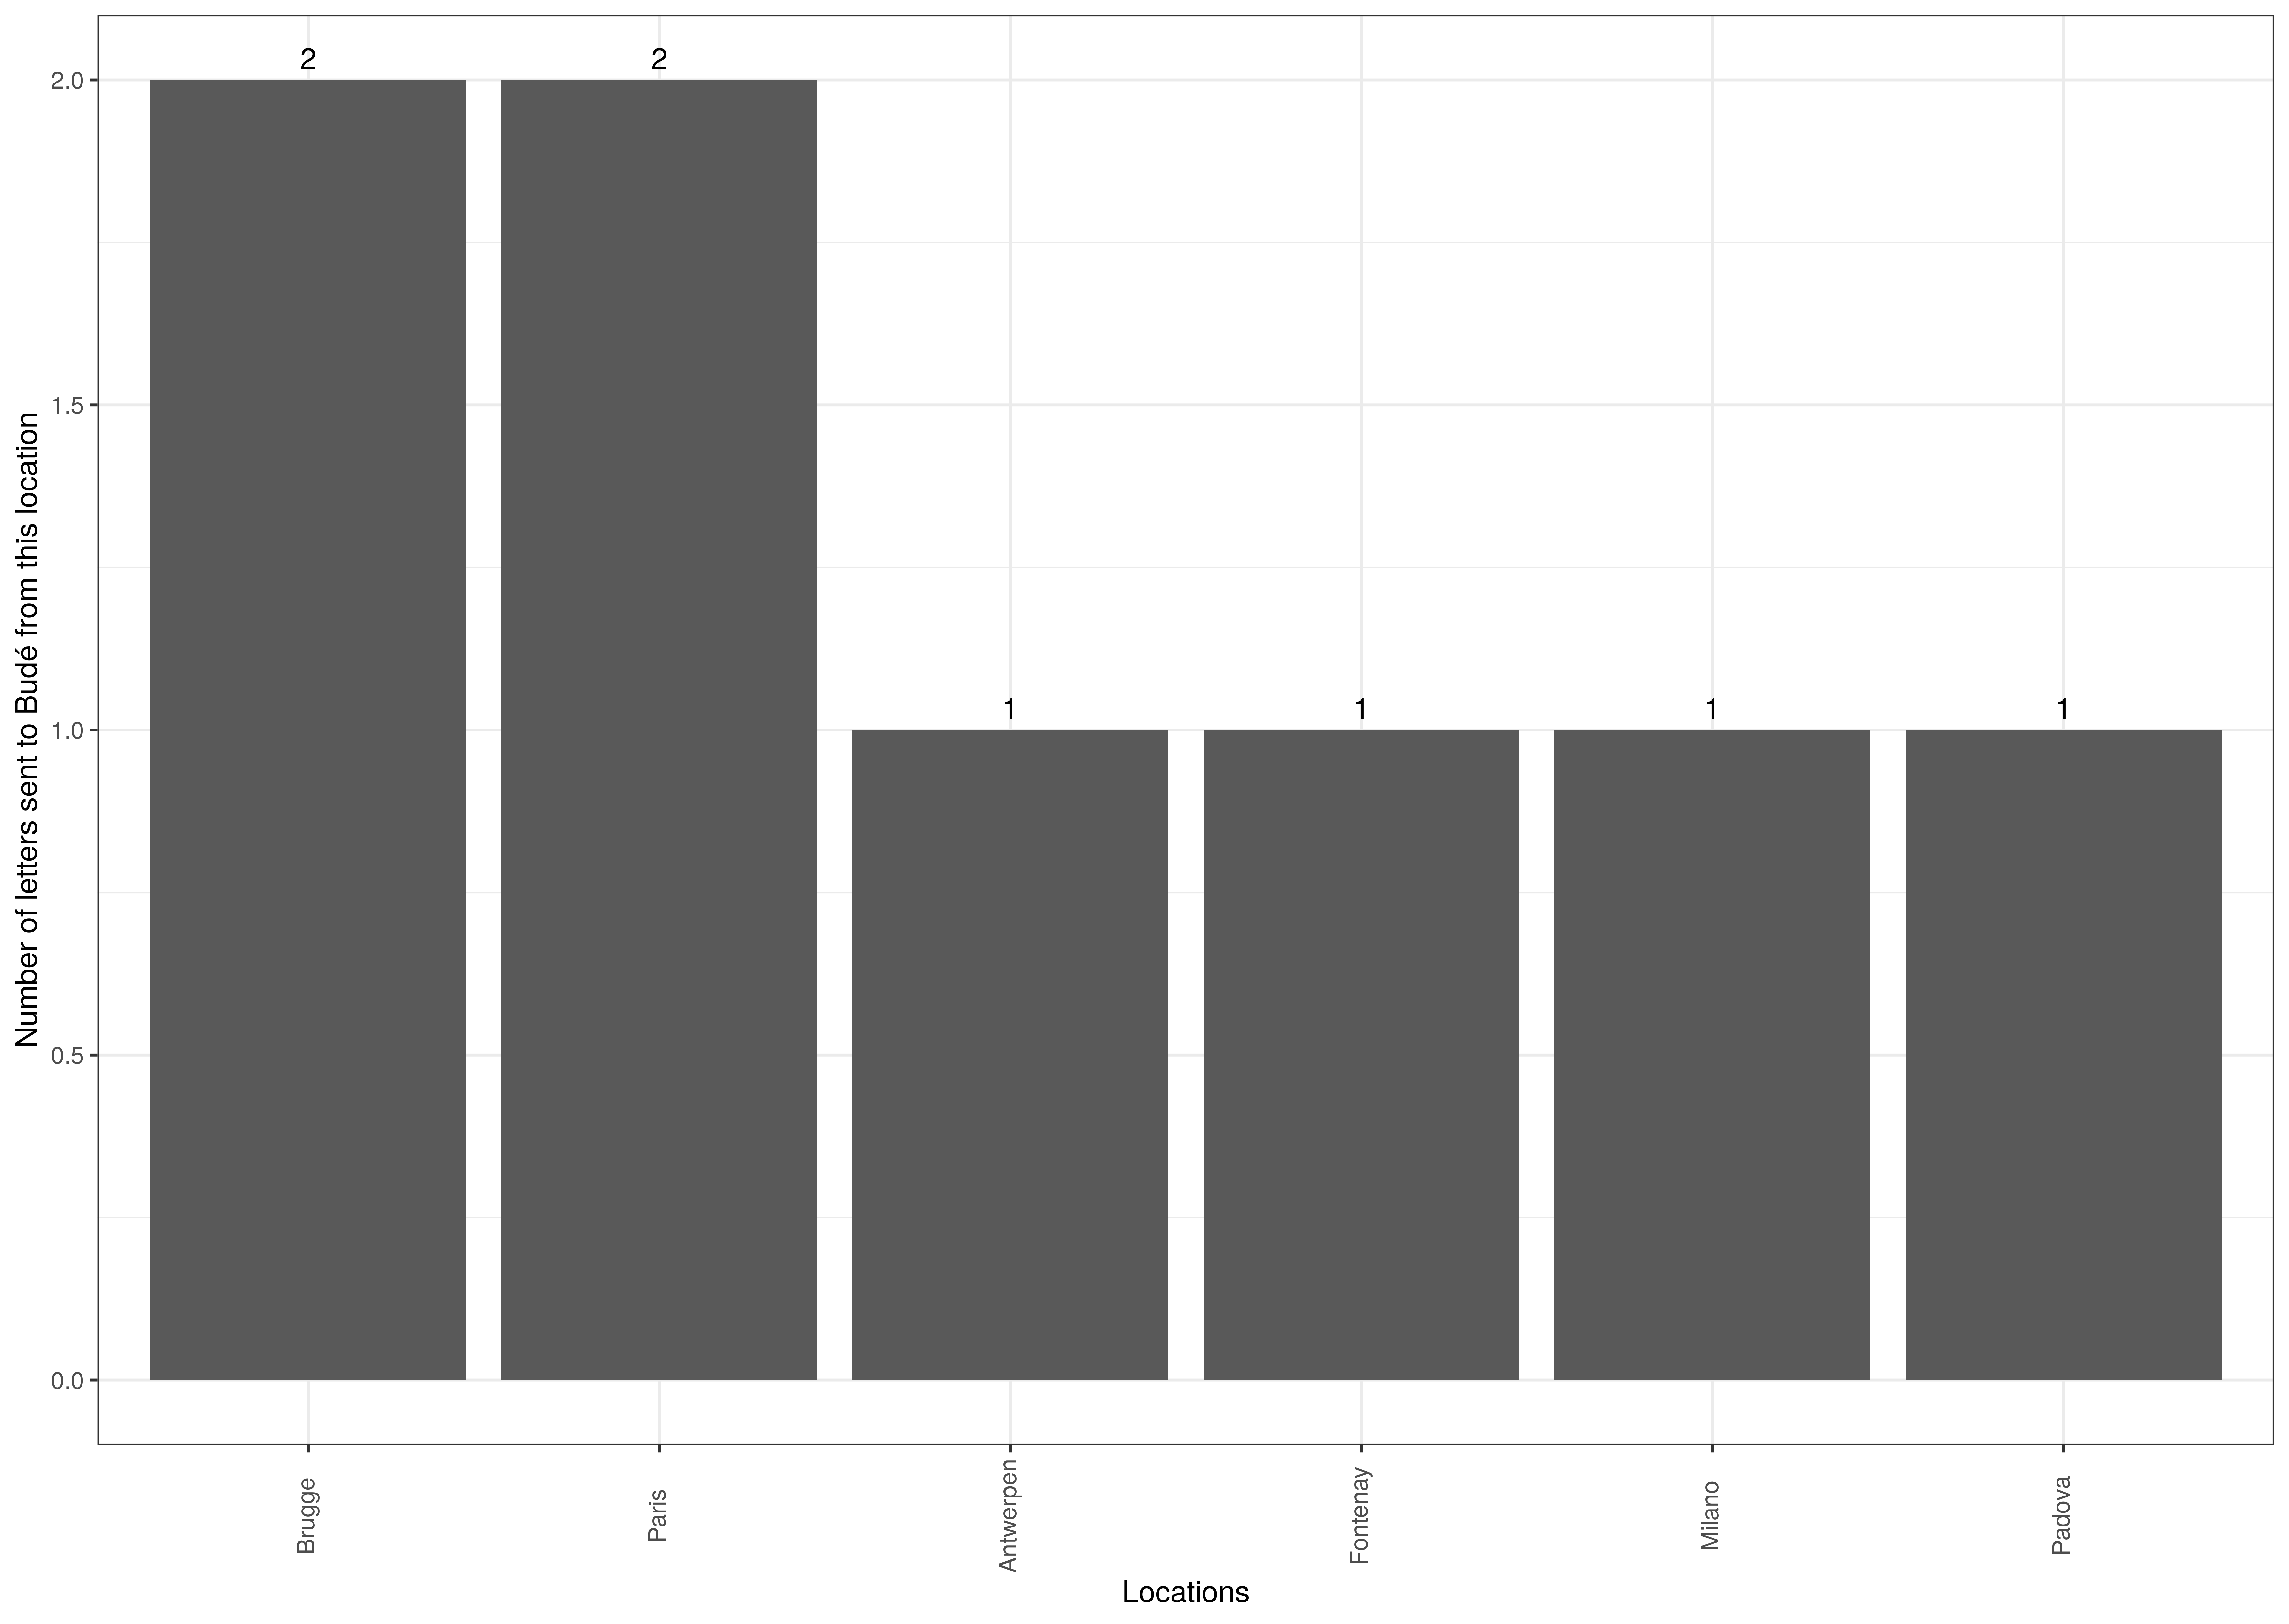 Number of letters sent to Budé from this location
2.0
1.5
1.0
0.5
0.0
2
2
1
1
1
1
Brugge
Paris
Antwerpen
Fontenay
Milano
Padova
Locations